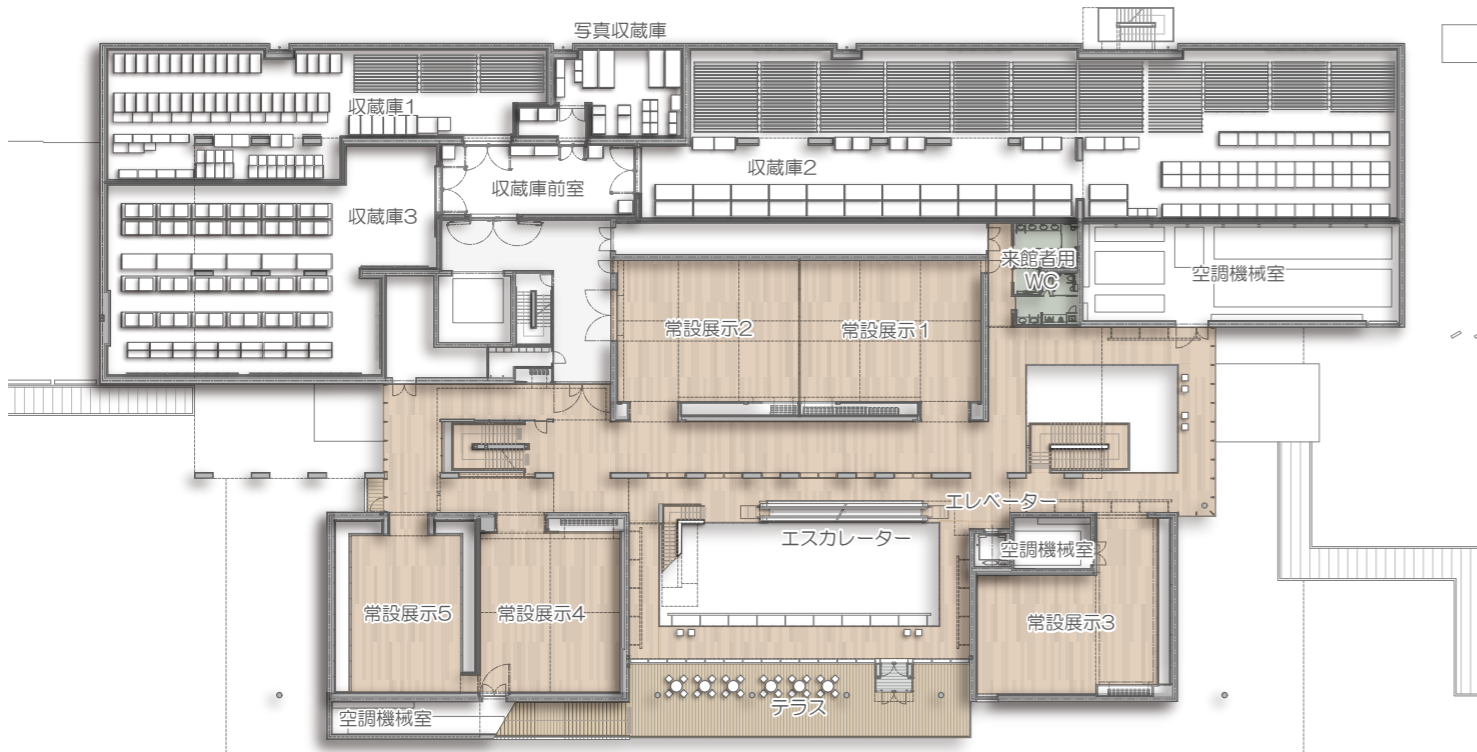 写真収蔵庫
収蔵庫1
収蔵庫2
収蔵庫前室
収蔵庫3
来館者用
WC
空調機械室
常設展示2
常設展示1
エレベーター
エスカレーター
空調機械室
常設展示5
常設展示4
常設展示3
テラス
空調機械室